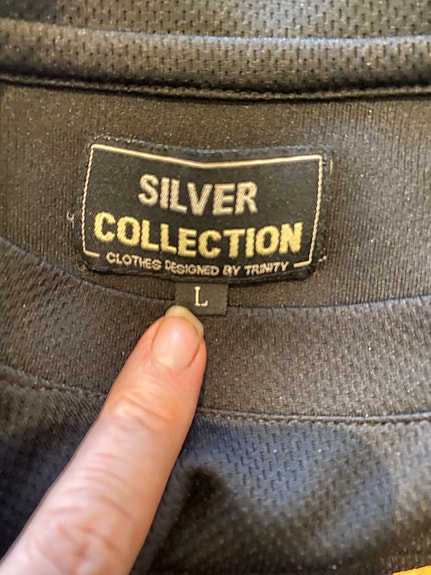 SILVER
COLLECTION
CLOTHES DESIGNED BY TRINITY
L